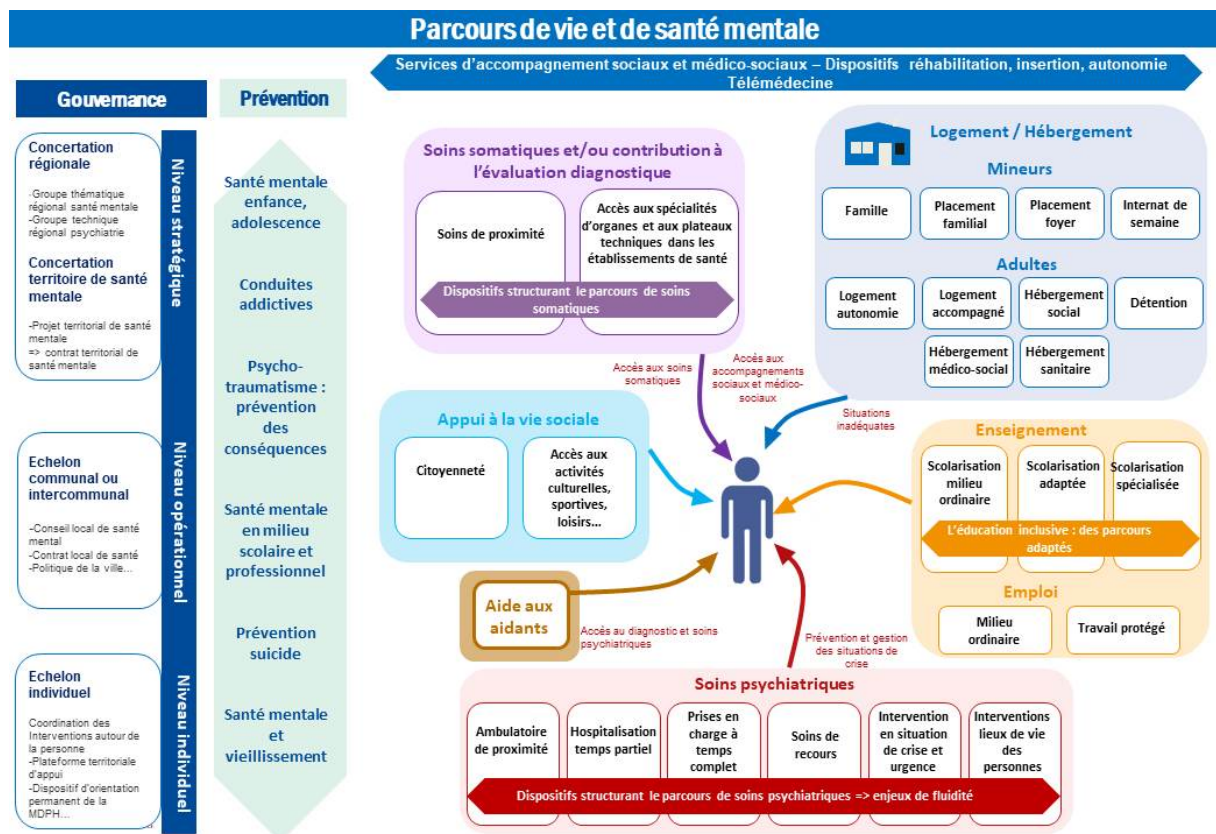 Parcours de vie et de santé mentale
Services d'accompagnement sociaux et médico-sociaux – Dispositifs réhabilitation, insertion, autonomie
Télémédecine
Gouvernance
Concertation
régionale
-Groupe thématique
régional santé mentale
-Groupe technique
régional psychiatrie
Concertation
territoire de santé
mentale
-Projet territorial de santé
mentale
=> contrat territorial de
santé mentale
Niveau stratégique
Echelon
communal ou
intercommunal
-Conseil local de santé
mental
-Contrat local de santé
-Politique de la ville...
Niveau opérationnel
Echelon
individuel
Coordination des
Interventions autour de
la personne
-Plateforme territoriale
d'appui
-Dispositif d'orientation
permanent de la
MDPH...
Niveau individuel
Prévention
Santé mentale
enfance,
adolescence
Conduites
addictives
Psycho-
traumatisme :
prévention
des
conséquences
Santé mentale
en milieu
scolaire et
professionnel
Prévention
suicide
Santé mentale
et
vieillissement
Soins somatiques et/ou contribution à
l'évaluation diagnostique
Soins de proximité
Accès aux spécialités
d'organes et aux plateaux
techniques dans les
établissements de santé
Dispositifs structurant le parcours de soins
somatiques
Accès aux soins
somatiques
Accès aux
accompagnements
sociaux et médico-
sociaux
Logement / Hébergement
Mineurs
Famille
Placement
familial
Placement
foyer
Internat de
semaine
Adultes
Logement
autonomie
Logement
accompagné
Hébergement
social
Détention
Hébergement
médico-social
Hébergement
sanitaire
Situations
inadéquates
Appui à la vie sociale
Citoyenneté
Accès aux
activités
culturelles,
sportives,
loisirs...
Enseignement
Scolarisation
milieu
ordinaire
Scolarisation
adaptée
Scolarisation
spécialisée
L'éducation inclusive : des parcours
adaptés
Emploi
Milieu
ordinaire
Travail protégé
Aide aux
aidants
Accès au diagnostic et soins
psychiatriques
Prévention et gestion
des situations de
crise
Soins psychiatriques
Ambulatoire
de proximité
Hospitalisation
temps partiel
Prises en
charge à
temps
complet
Soins de
recours
Intervention
en situation
de crise et
urgence
Interventions
lieux de vie
des
personnes
Dispositifs structurant le parcours de soins psychiatriques => enjeux de fluidité